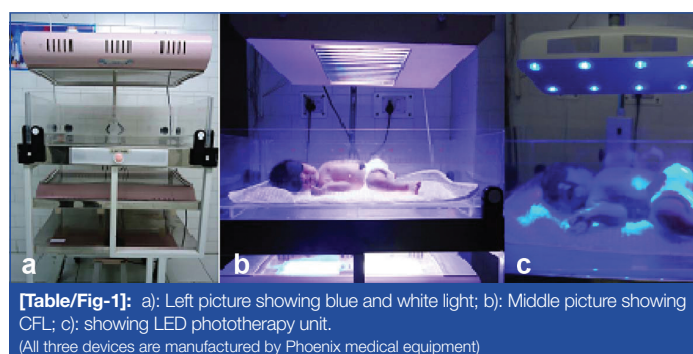 a
b
c
[Table/Fig-1]: a): Left picture showing blue and white light; b): Middle picture showing
CFL; c): showing LED phototherapy unit.
(All three devices are manufactured by Phoenix medical equipment)